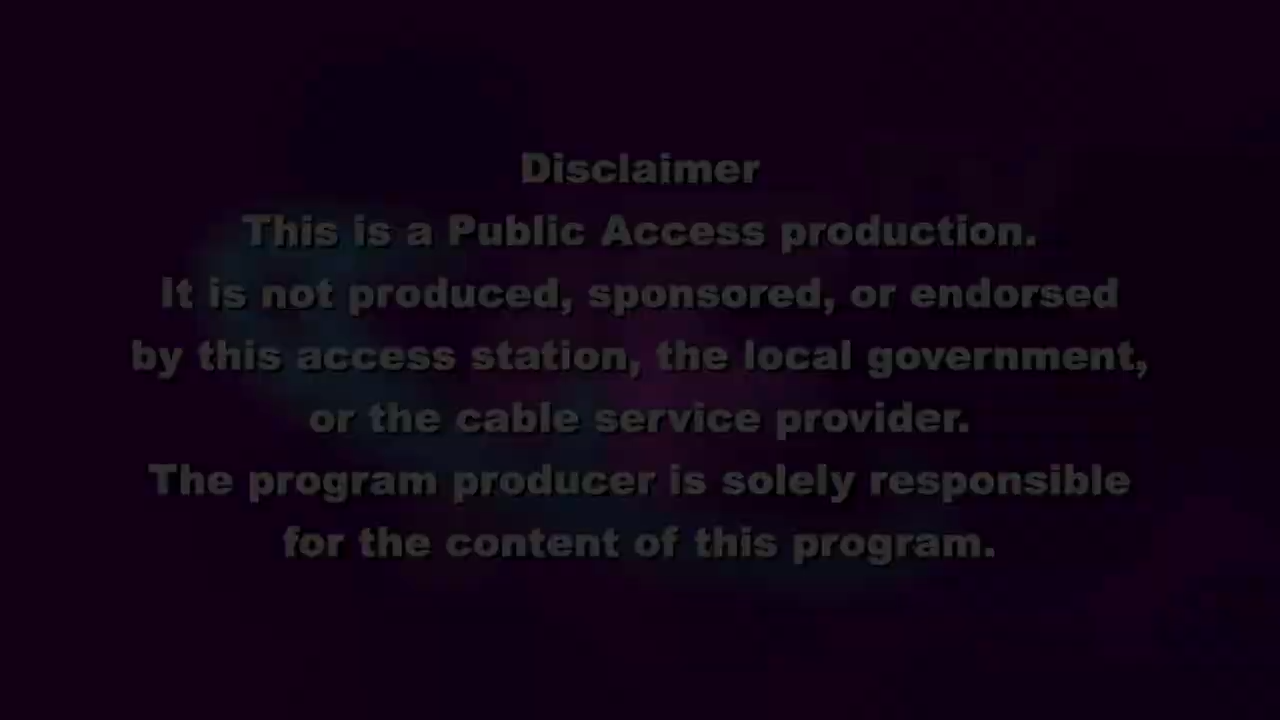 Disclaimer
This is a Public Access production.
It is not produced, sponsored, or endorsed
by this access station, the local government,
or the cable service provider.
The program producer is solely responsible
for the content of this program.